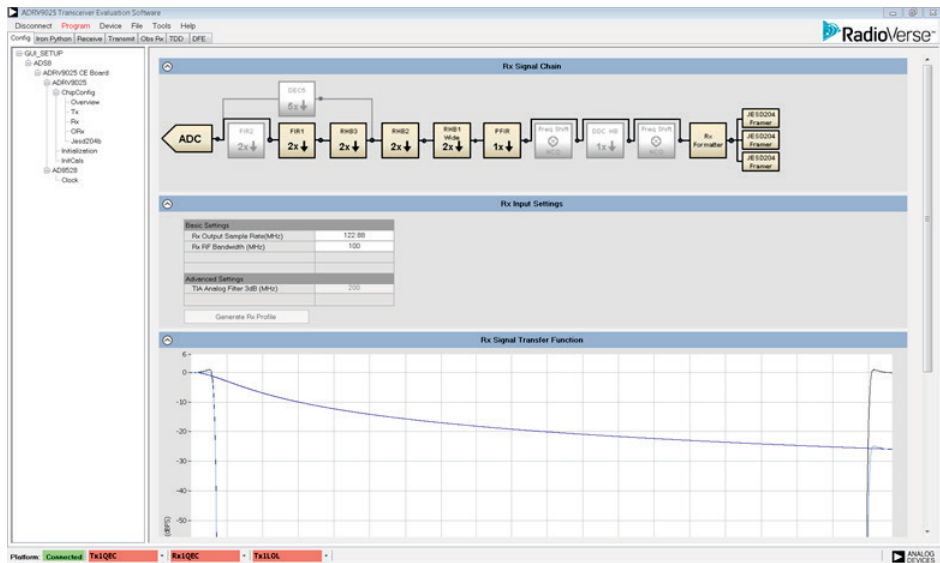 ADRV9025 Transceiver Evaluation Software
Disconnect Program Device File Tools Help
Config Iron Python Receive Transmit Obs Rx TDD DFE
RadioVerse
GUI_SETUP
ADS8
ADRV9025 CE Board
ADRV9025
ChipConfig
Overview
Tx
Rx
ORx
Jesd204b
Initialization
InitCals
AD9528
Clock
Rx Signal Chain
DEC5
5x
ADC
FIR2
2x
FIR1
2x
RHB3
2x
RHB2
2x
RHB1
Wide
2x
PFIR
1x
Freq Shift
NCO
DDC HB
1x
Freq Shift
NCO
Rx
Formatter
JESD204
Framer
JESD204
Framer
JESD204
Framer
Rx Input Settings
Basic Settings
Rx Output Sample Rate(MHz) 122.88
Rx RF Bandwidth (MHz) 100
Advanced Settings
TIA Analog Filter 3dB (MHz) 200
Generate Rx Profile
Rx Signal Transfer Function
6
0
-10
-20
-30
-40
-50
(dBFS)
Platform: Connected Tx1QEC Rx1QEC Tx1LOL
ANALOG
DEVICES